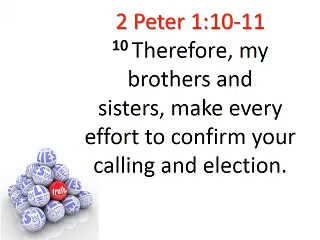 2 Peter 1:10-11
10 Therefore, my
brothers and
sisters, make every
effort to confirm your
calling and election.
truth